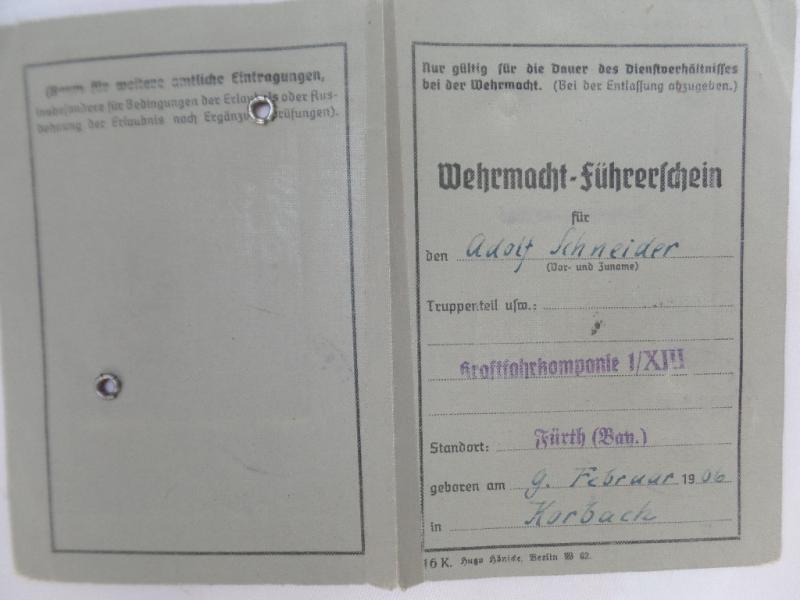 (Raum für weitere amtliche Eintragungen,
insbesondere für Bedingungen der Erlaubnis oder Aus-
dehnung der Erlaubnis nach Ergänzungsprüfungen).
Nur gültig für die Dauer des Dienstverhältnisses
bei der Wehrmacht. (Bei der Entlassung abzugeben.)
Wehrmacht-Führerschein
für
den Adolf Schneider
(Vor- und Zuname)
Truppenteil usw.:
Kraftfahrkompanie 1/XIII
Standort: Fürth (Bay.)
geboren am 9. Februar 1906
in Korbach
16 K. Hugo Hänicke, Berlin W 62.